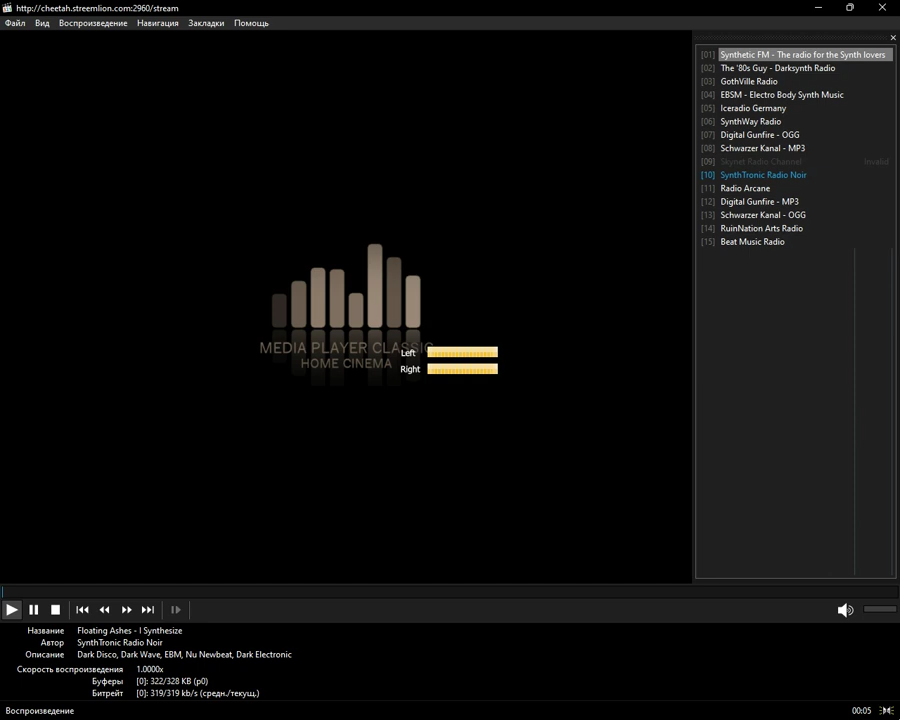 http://cheetah.streemlion.com:2960/stream
Файл Вид Воспроизведение Навигация Закладки Помощь
[01] Synthetic FM - The radio for the Synth lovers
[02] The '80s Guy - Darksynth Radio
[03] GothVille Radio
[04] EBSM - Electro Body Synth Music
[05] Iceradio Germany
[06] SynthWay Radio
[07] Digital Gunfire - OGG
[08] Schwarzer Kanal - MP3
[09] Skynet Radio Channel Invalid
[10] SynthTronic Radio Noir
[11] Radio Arcane
[12] Digital Gunfire - MP3
[13] Schwarzer Kanal - OGG
[14] RuinNation Arts Radio
[15] Beat Music Radio
MEDIA PLAYER CLASSIC
HOME CINEMA
Left
Right
Название Floating Ashes - I Synthesize
Автор SynthTronic Radio Noir
Описание Dark Disco, Dark Wave, EBM, Nu Newbeat, Dark Electronic
Скорость воспроизведения 1.0000x
Буферы [0]: 322/328 KB (p0)
Битрейт [0]: 319/319 kb/s (средн./текущ.)
Воспроизведение 00:05